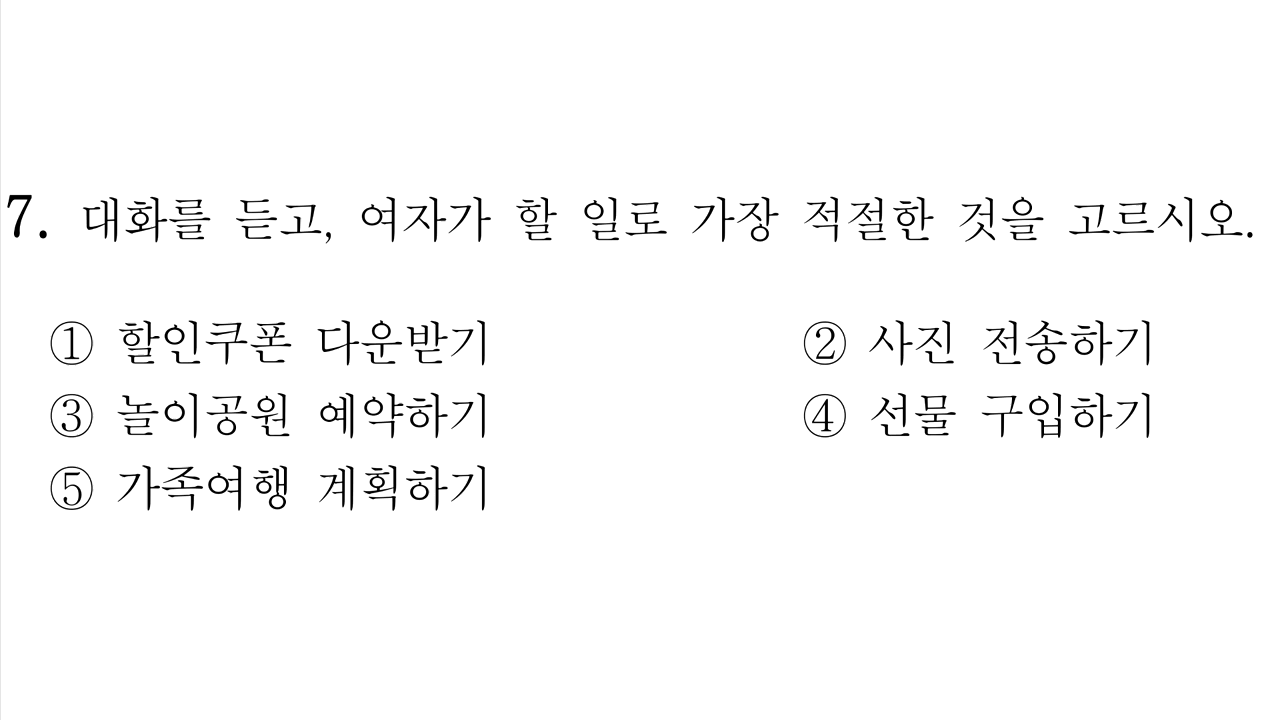 7. 대화를 듣고, 여자가 할 일로 가장 적절한 것을 고르시오.
① 할인쿠폰 다운받기 ② 사진 전송하기
③ 놀이공원 예약하기 ④ 선물 구입하기
⑤ 가족여행 계획하기